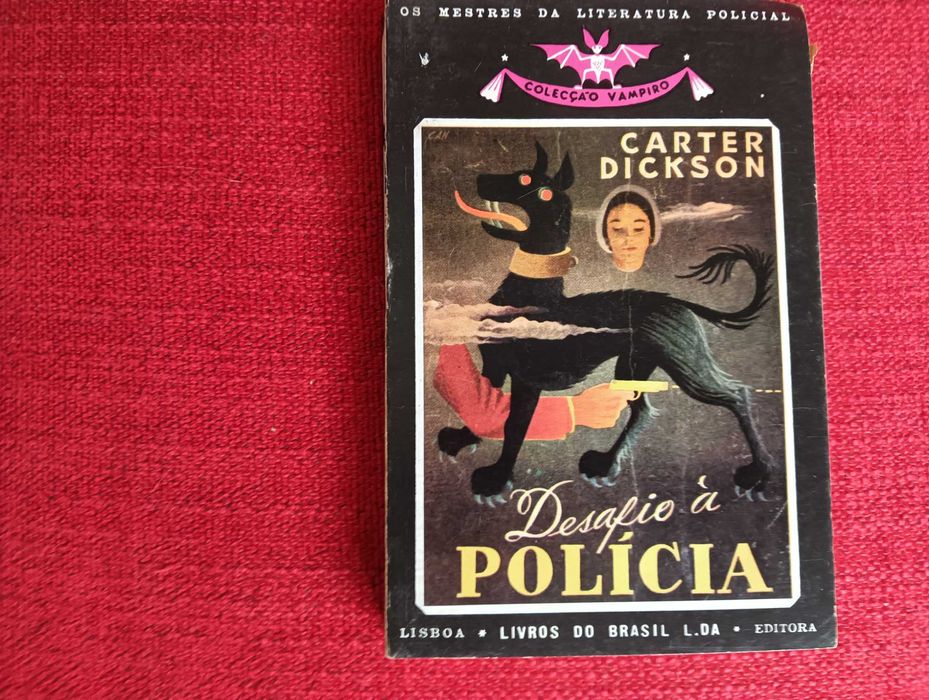 OS MESTRES DA LITERATURA POLICIAL
COLECÇÃO VAMPIRO
CARTER
DICKSON
Desafio à
POLÍCIA
LISBOA * LIVROS DO BRASIL L.DA * EDITORA